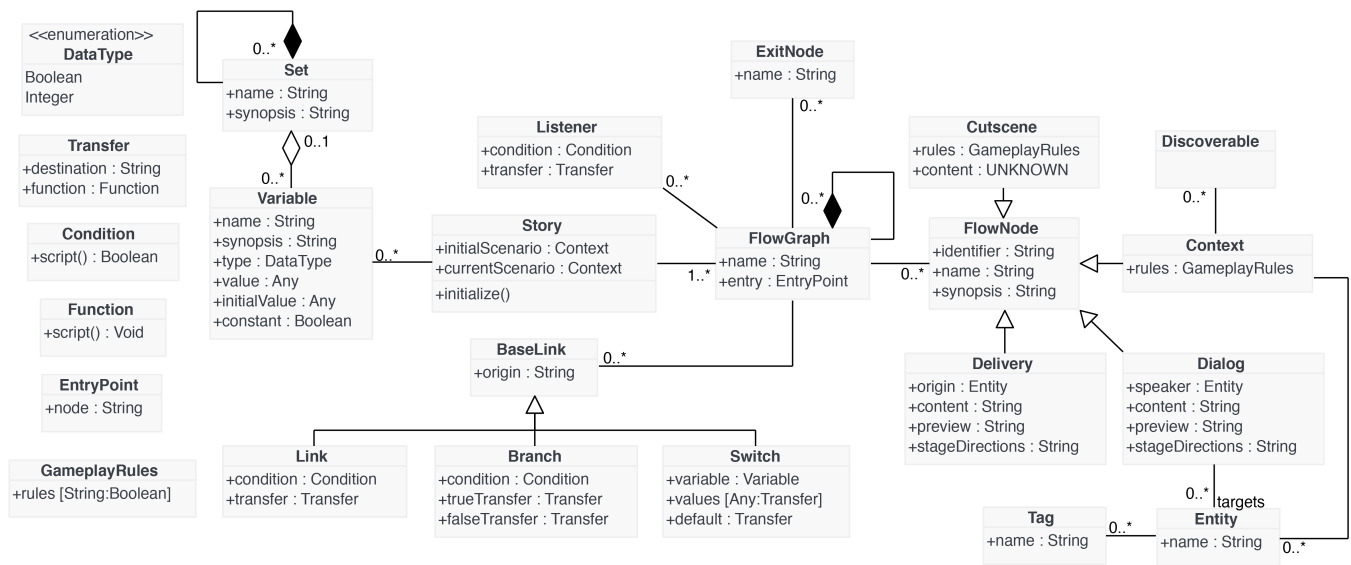 <<enumeration>>
DataType
Boolean
Integer
Transfer
+destination : String
+function : Function
Condition
+script() : Boolean
Function
+script() : Void
EntryPoint
+node : String
GameplayRules
+rules [String:Boolean]
0..*
Set
+name : String
+synopsis : String
0..1
0..*
Variable
+name : String
+synopsis : String
+type : DataType
+value : Any
+initialValue : Any
+constant : Boolean
0..*
Listener
+condition : Condition
+transfer : Transfer
0..*
Story
+initialScenario : Context
+currentScenario : Context
+initialize()
1..*
ExitNode
+name : String
0..*
0..*
FlowGraph
+name : String
+entry : EntryPoint
0..*
BaseLink
+origin : String
0..*
Link
+condition : Condition
+transfer : Transfer
Branch
+condition : Condition
+trueTransfer : Transfer
+falseTransfer : Transfer
Switch
+variable : Variable
+values [Any:Transfer]
+default : Transfer
Cutscene
+rules : GameplayRules
+content : UNKNOWN
FlowNode
+identifier : String
+name : String
+synopsis : String
Discoverable
0..*
Context
+rules : GameplayRules
Delivery
+origin : Entity
+content : String
+preview : String
+stageDirections : String
Dialog
+speaker : Entity
+content : String
+preview : String
+stageDirections : String
0..*
targets
Tag
+name : String
0..*
Entity
+name : String
0..*